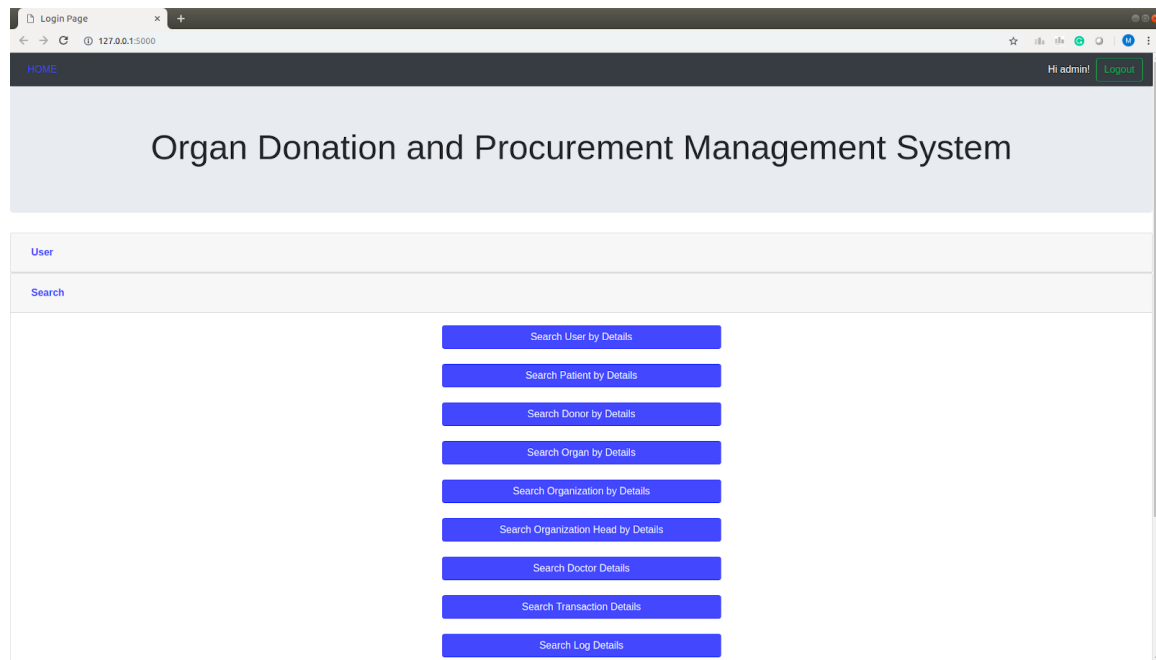 Login Page
127.0.0.1:5000
HOME
Hi admin! Logout
Organ Donation and Procurement Management System
User
Search
Search User by Details
Search Patient by Details
Search Donor by Details
Search Organ by Details
Search Organization by Details
Search Organization Head by Details
Search Doctor Details
Search Transaction Details
Search Log Details